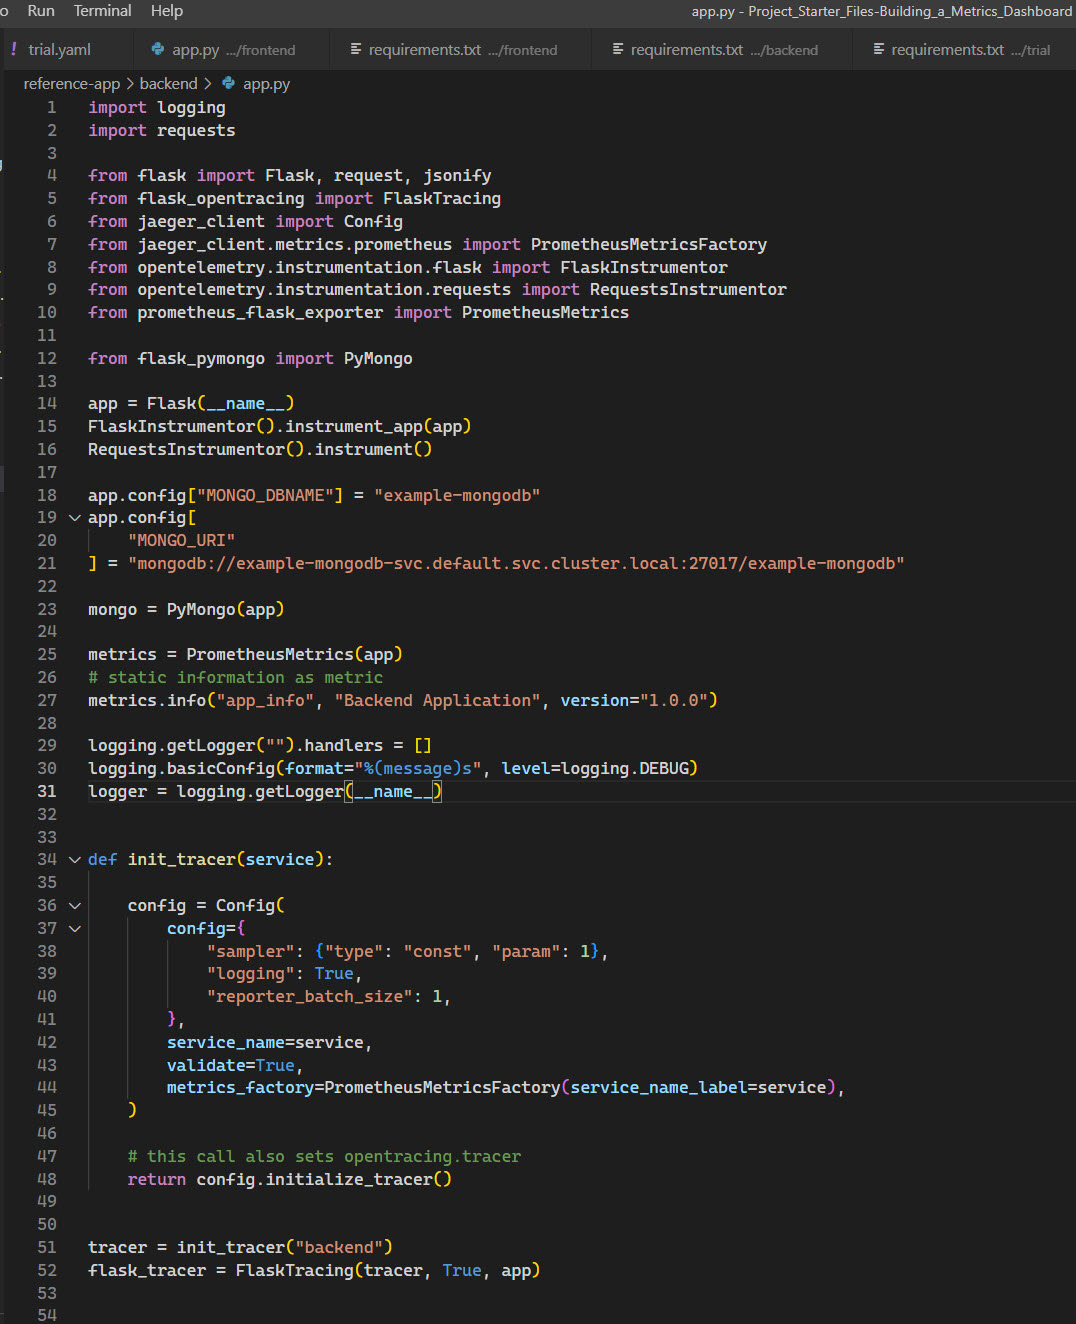 o Run Terminal Help app.py - Project_Starter_Files-Building_a_Metrics_Dashboard
! trial.yaml app.py .../frontend requirements.txt .../frontend requirements.txt .../backend requirements.txt .../trial
reference-app > backend > app.py
1 import logging
2 import requests
3
4 from flask import Flask, request, jsonify
5 from flask_opentracing import FlaskTracing
6 from jaeger_client import Config
7 from jaeger_client.metrics.prometheus import PrometheusMetricsFactory
8 from opentelemetry.instrumentation.flask import FlaskInstrumentor
9 from opentelemetry.instrumentation.requests import RequestsInstrumentor
10 from prometheus_flask_exporter import PrometheusMetrics
11
12 from flask_pymongo import PyMongo
13
14 app = Flask(__name__)
15 FlaskInstrumentor().instrument_app(app)
16 RequestsInstrumentor().instrument()
17
18 app.config["MONGO_DBNAME"] = "example-mongodb"
19 app.config[
20 "MONGO_URI"
21 ] = "mongodb://example-mongodb-svc.default.svc.cluster.local:27017/example-mongodb"
22
23 mongo = PyMongo(app)
24
25 metrics = PrometheusMetrics(app)
26 # static information as metric
27 metrics.info("app_info", "Backend Application", version="1.0.0")
28
29 logging.getLogger("").handlers = []
30 logging.basicConfig(format="%(message)s", level=logging.DEBUG)
31 logger = logging.getLogger(__name__)
32
33
34 def init_tracer(service):
35
36 config = Config(
37 config={
38 "sampler": {"type": "const", "param": 1},
39 "logging": True,
40 "reporter_batch_size": 1,
41 },
42 service_name=service,
43 validate=True,
44 metrics_factory=PrometheusMetricsFactory(service_name_label=service),
45 )
46
47 # this call also sets opentracing.tracer
48 return config.initialize_tracer()
49
50
51 tracer = init_tracer("backend")
52 flask_tracer = FlaskTracing(tracer, True, app)
53
54